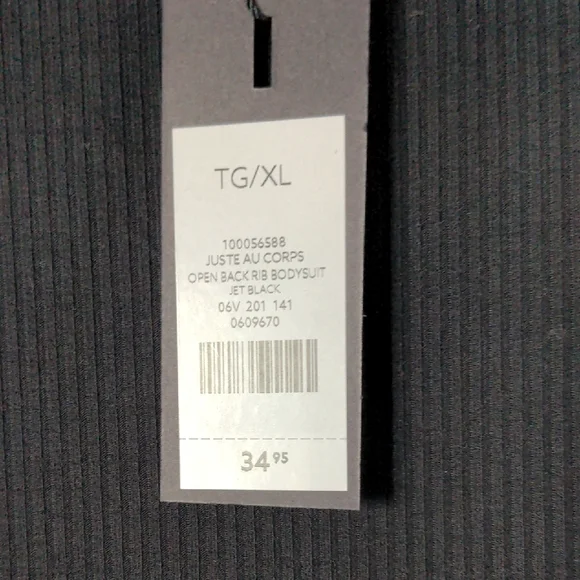 TG/XL
100056588
JUSTE AU CORPS
OPEN BACK RIB BODYSUIT
JET BLACK
06V 201 141
0609670
34 95